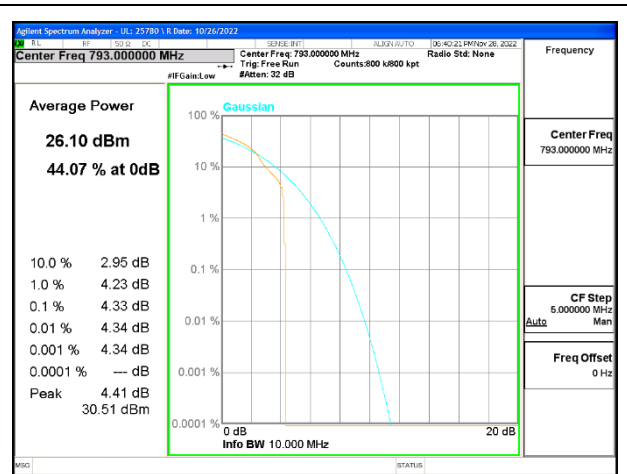 Agilent Spectrum Analyzer - UL: 25780 \ R Date: 10/26/2022
RL RF 50 Ω DC SENSE:INT ALIGN AUTO 06:40:21 PM Nov 28, 2022
Center Freq 793.000000 MHz
Center Freq: 793.000000 MHz Radio Std: None
Trig: Free Run Counts:800 k/800 kpt
#IFGain:Low #Atten: 32 dB
Frequency
Average Power
26.10 dBm
44.07 % at 0dB
10.0 % 2.95 dB
1.0 % 4.23 dB
0.1 % 4.33 dB
0.01 % 4.34 dB
0.001 % 4.34 dB
0.0001 % --- dB
Peak 4.41 dB
30.51 dBm
Gaussian
100 %
10 %
1 %
0.1 %
0.01 %
0.001 %
0.0001 %
0 dB 20 dB
Info BW 10.000 MHz
Center Freq
793.000000 MHz
CF Step
5.000000 MHz
Auto Man
Freq Offset
0 Hz
MSG STATUS